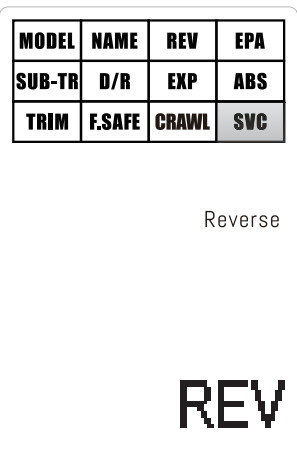 MODEL NAME REV EPA
SUB-TR D/R EXP ABS
TRIM F.SAFE CRAWL SVC
Reverse
REV